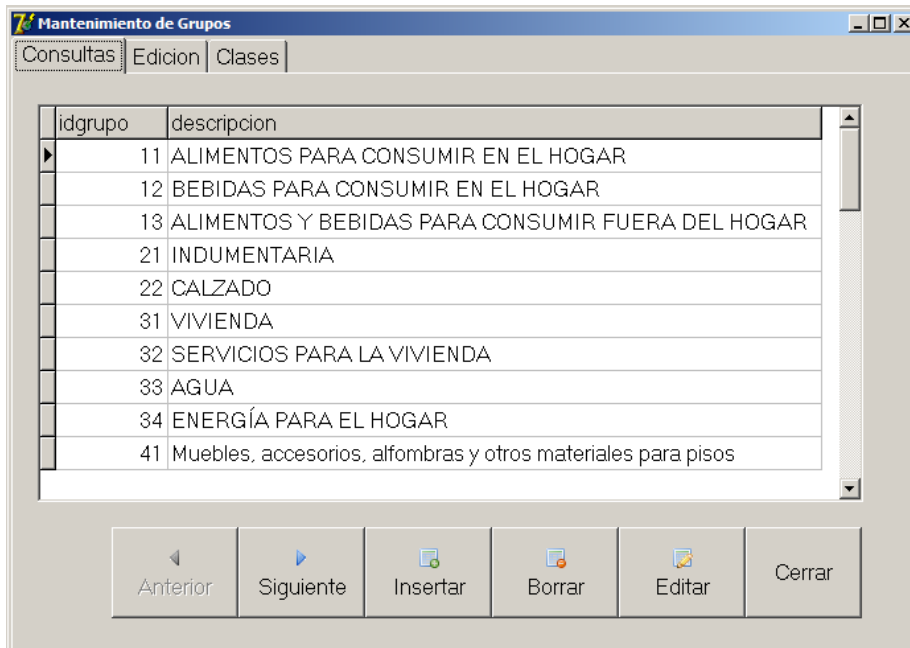 Mantenimiento de Grupos
Consultas Edicion Clases
idgrupo descripcion
11 ALIMENTOS PARA CONSUMIR EN EL HOGAR
12 BEBIDAS PARA CONSUMIR EN EL HOGAR
13 ALIMENTOS Y BEBIDAS PARA CONSUMIR FUERA DEL HOGAR
21 INDUMENTARIA
22 CALZADO
31 VIVIENDA
32 SERVICIOS PARA LA VIVIENDA
33 AGUA
34 ENERGÍA PARA EL HOGAR
41 Muebles, accesorios, alfombras y otros materiales para pisos
Anterior Siguiente Insertar Borrar Editar Cerrar